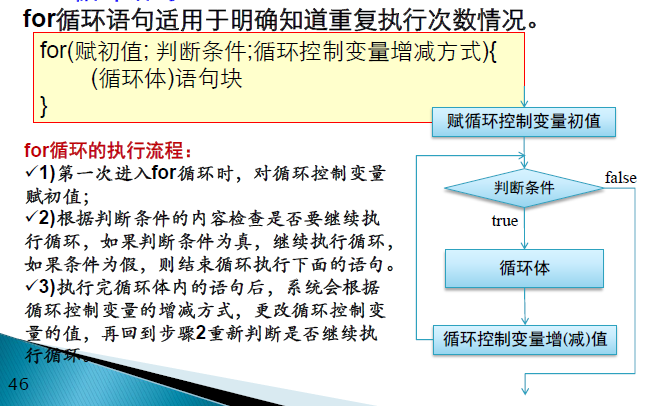 for循环语句适用于明确知道重复执行次数情况。
for(赋初值; 判断条件;循环控制变量增减方式){
(循环体)语句块
}
for循环的执行流程：
✓1)第一次进入for循环时，对循环控制变量
赋初值；
✓2)根据判断条件的内容检查是否要继续执
行循环，如果判断条件为真，继续执行循环，
如果条件为假，则结束循环执行下面的语句。
✓3)执行完循环体内的语句后，系统会根据
循环控制变量的增减方式，更改循环控制变
量的值，再回到步骤2重新判断是否继续执
行循环。
赋循环控制变量初值
判断条件
false
true
循环体
循环控制变量增(减)值
46